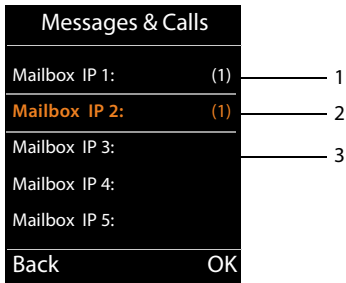 Messages & Calls
Mailbox IP 1: (1) 1
Mailbox IP 2: (1) 2
Mailbox IP 3: 3
Mailbox IP 4:
Mailbox IP 5:
Back OK